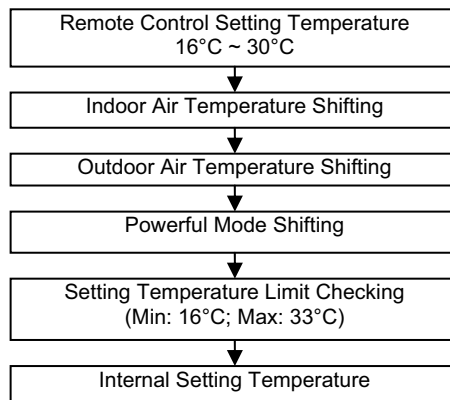 Remote Control Setting Temperature
16°C ~ 30°C
Indoor Air Temperature Shifting
Outdoor Air Temperature Shifting
Powerful Mode Shifting
Setting Temperature Limit Checking
(Min: 16°C; Max: 33°C)
Internal Setting Temperature